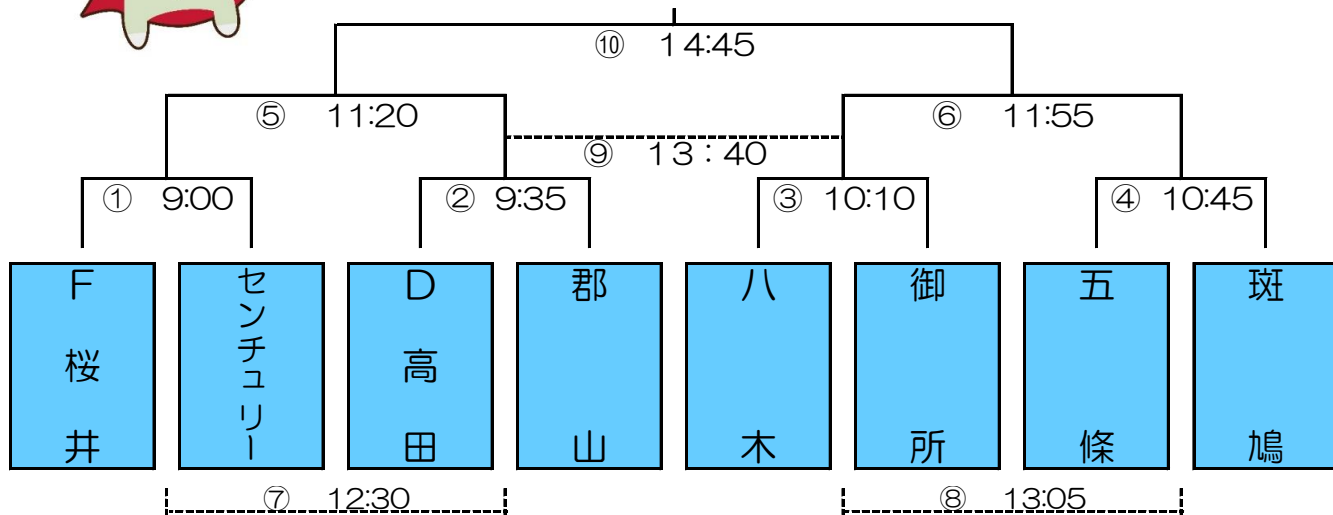 ⑩ 14:45
⑤ 11:20
⑥ 11:55
⑨ 13：40
① 9:00
② 9:35
③ 10:10
④ 10:45
F桜井
センチュリー
D高田
郡山
八木
御所
五條
斑鳩
⑦ 12:30
⑧ 13:05